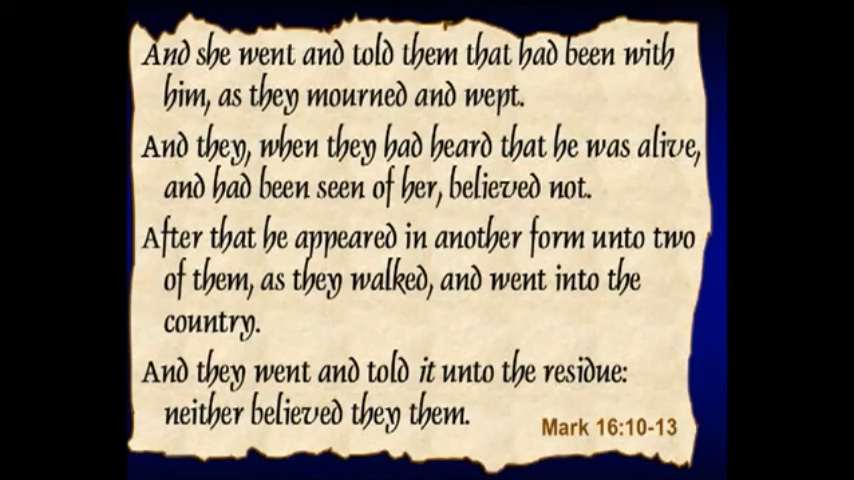 And she went and told them that had been with
him, as they mourned and wept.
And they, when they had heard that he was alive,
and had been seen of her, believed not.
After that he appeared in another form unto two
of them, as they walked, and went into the
country.
And they went and told it unto the residue:
neither believed they them.
Mark 16:10-13